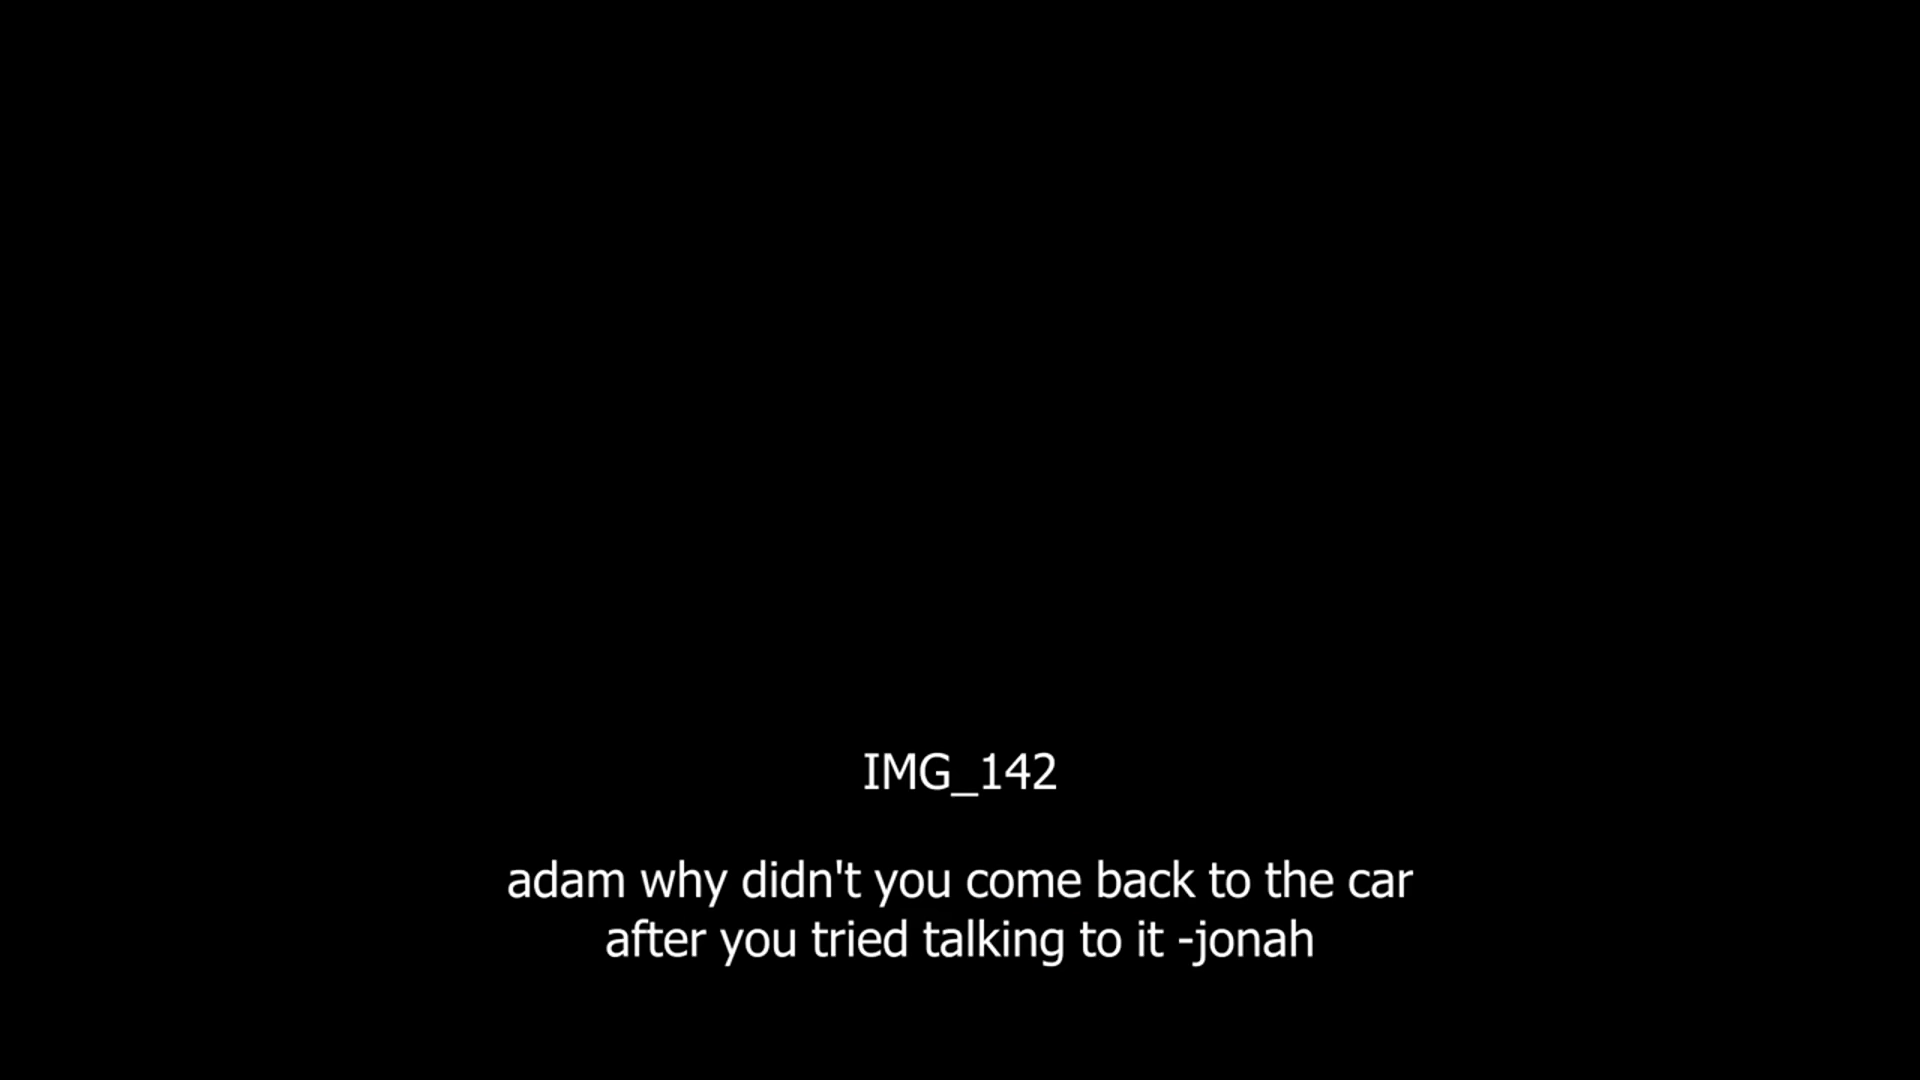 IMG_142
adam why didn't you come back to the car
after you tried talking to it -jonah